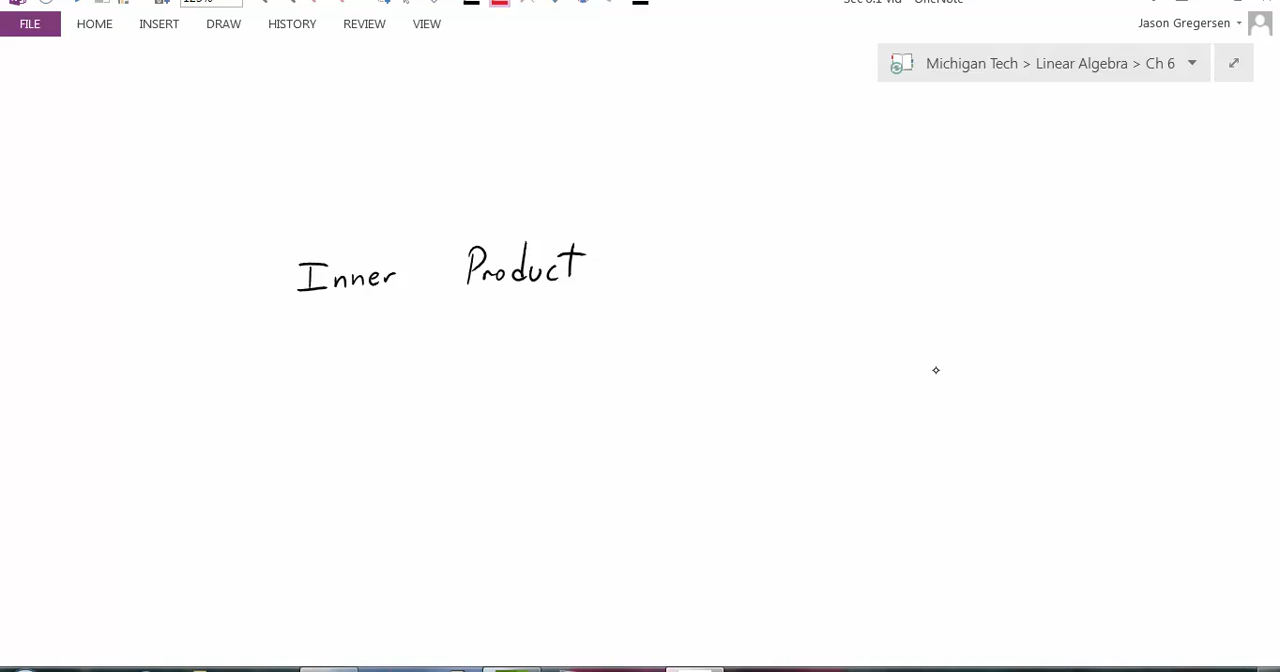 FILE HOME INSERT DRAW HISTORY REVIEW VIEW Jason Gregersen
Michigan Tech > Linear Algebra > Ch 6
Inner Product